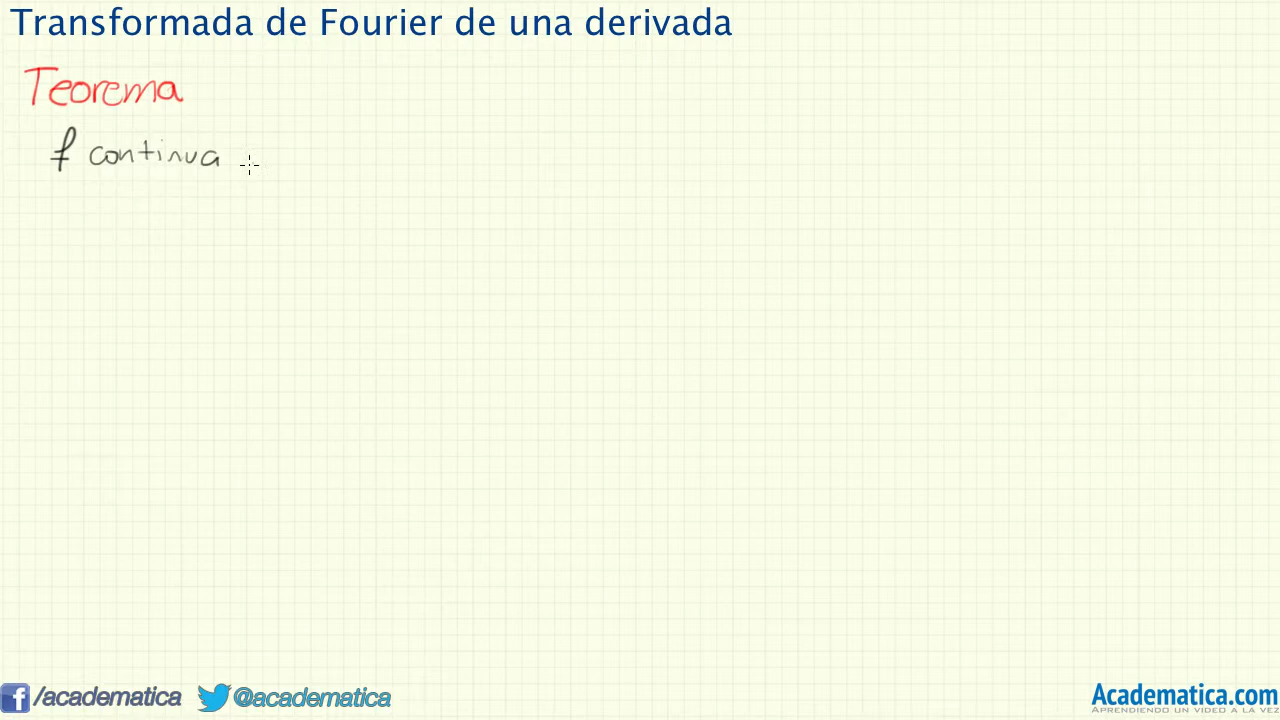 Transformada de Fourier de una derivada
Teorema
f continua
/academatica @academatica
Academatica.com
APRENDIENDO UN VIDEO A LA VEZ